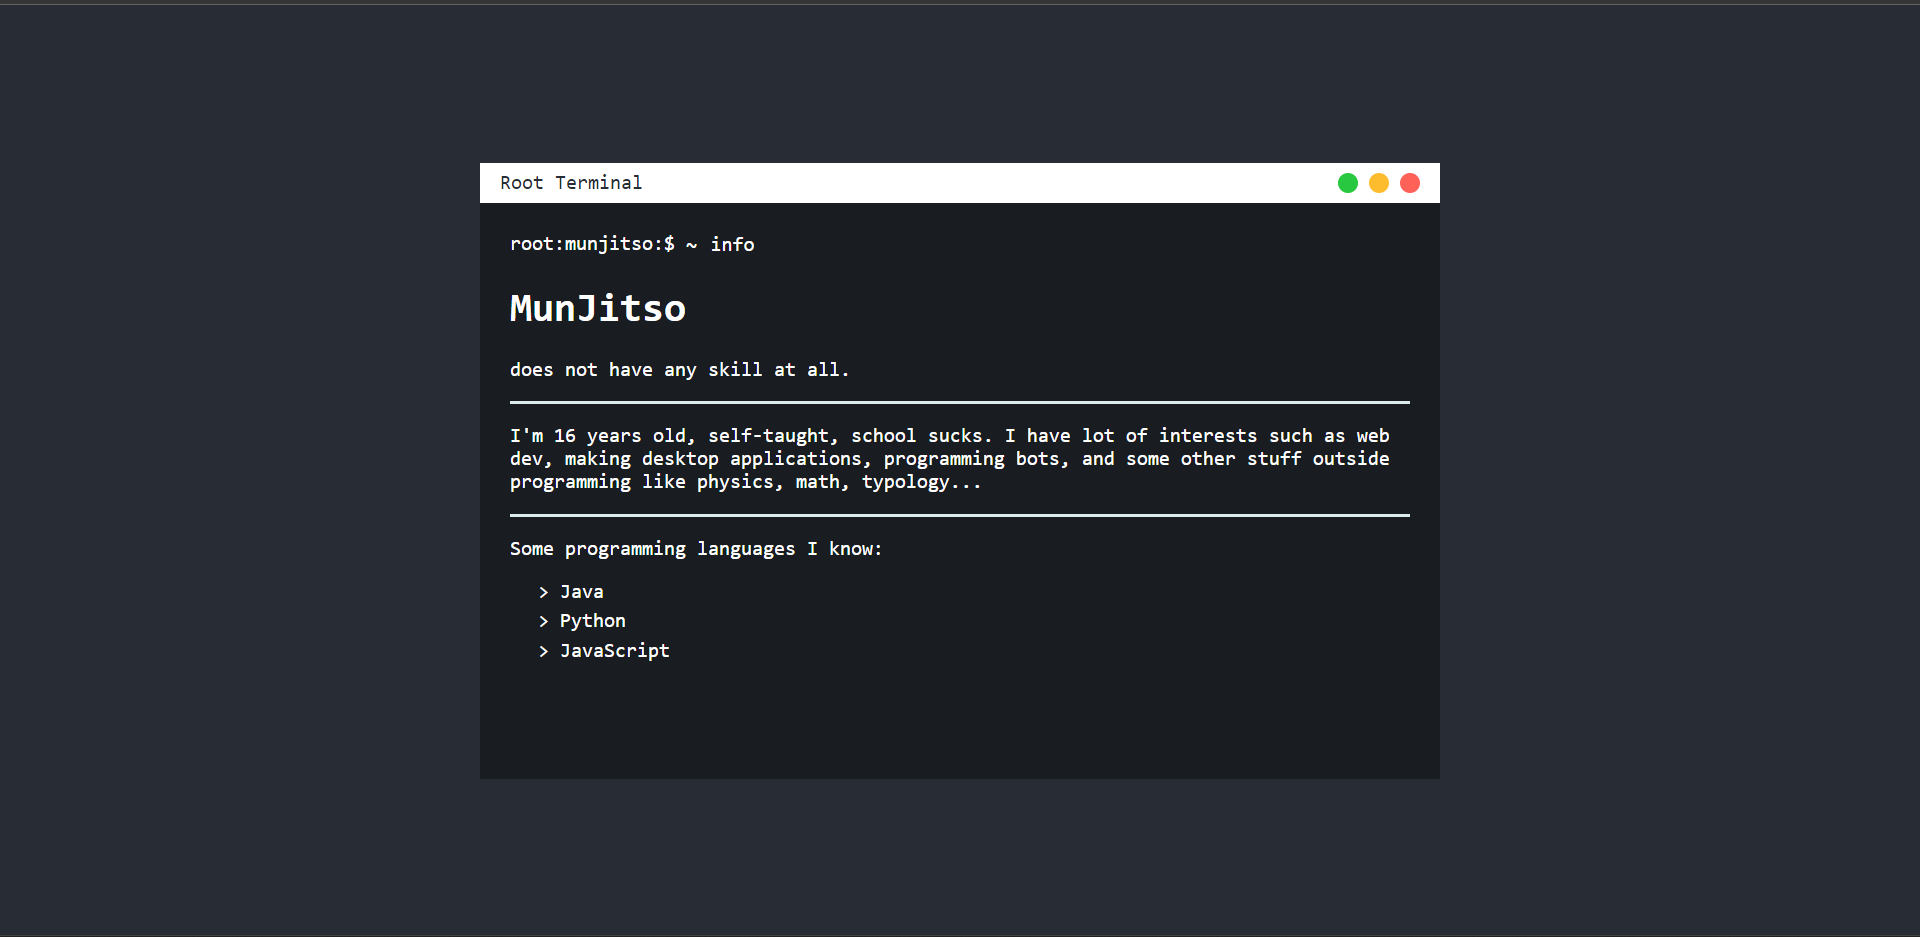 Root Terminal
root:munjitso:$ ~ info
MunJitso
does not have any skill at all.
I'm 16 years old, self-taught, school sucks. I have lot of interests such as web
dev, making desktop applications, programming bots, and some other stuff outside
programming like physics, math, typology...
Some programming languages I know:
> Java
> Python
> JavaScript